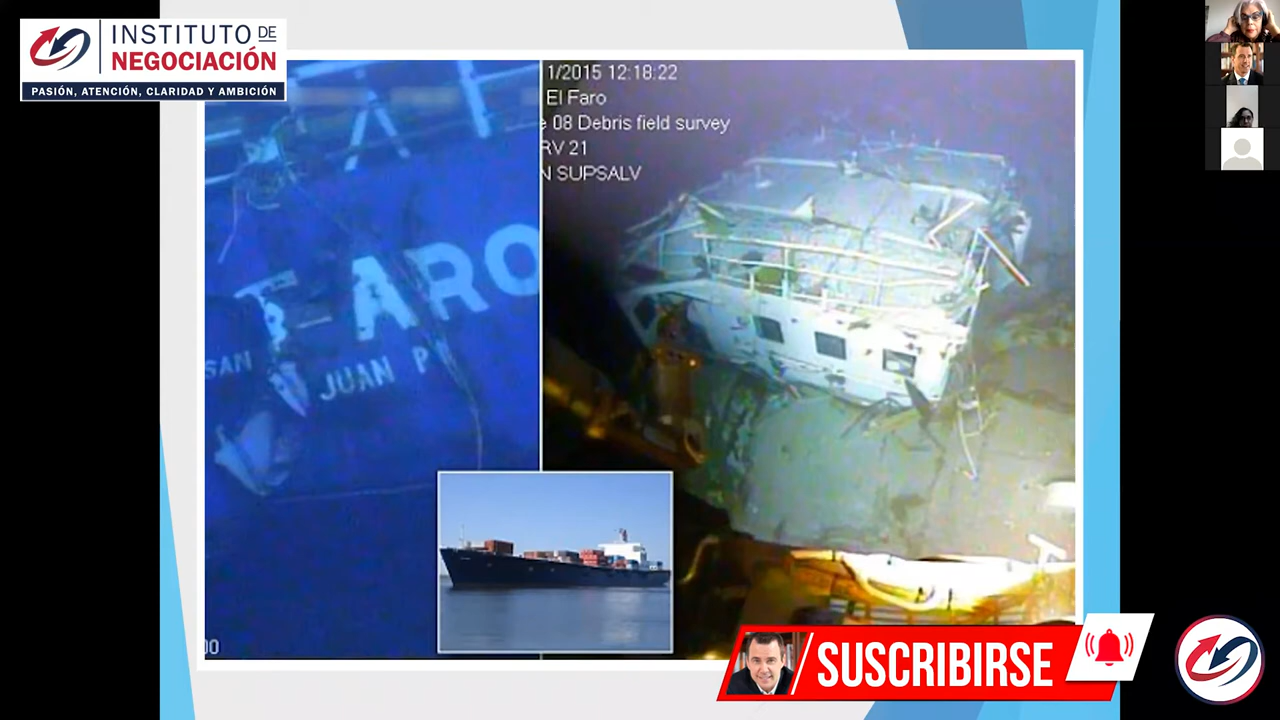 INSTITUTO DE
NEGOCIACIÓN
PASIÓN, ATENCIÓN, CLARIDAD Y AMBICIÓN
1/2015 12:18:22
El Faro
e 08 Debris field survey
RV 21
N SUPSALV
FARO
SAN JUAN P
00
SUSCRIBIRSE